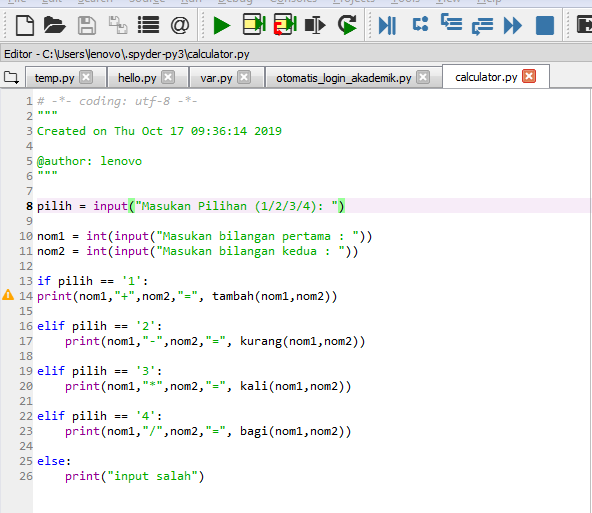 Editor - C:\Users\lenovo\.spyder-py3\calculator.py
temp.py hello.py var.py otomatis_login_akademik.py calculator.py
1 # -*- coding: utf-8 -*-
2 """
3 Created on Thu Oct 17 09:36:14 2019
4
5 @author: lenovo
6 """
7
8 pilih = input("Masukan Pilihan (1/2/3/4): ")
9
10 nom1 = int(input("Masukan bilangan pertama : "))
11 nom2 = int(input("Masukan bilangan kedua : "))
12
13 if pilih == '1':
14 print(nom1,"+",nom2,"=", tambah(nom1,nom2))
15
16 elif pilih == '2':
17     print(nom1,"-",nom2,"=", kurang(nom1,nom2))
18
19 elif pilih == '3':
20     print(nom1,"*",nom2,"=", kali(nom1,nom2))
21
22 elif pilih == '4':
23     print(nom1,"/",nom2,"=", bagi(nom1,nom2))
24
25 else:
26     print("input salah")